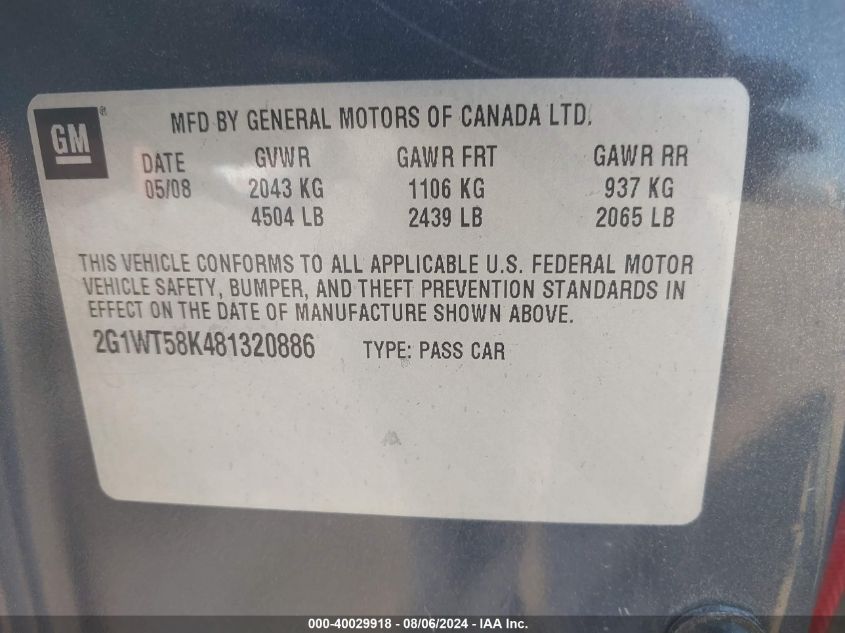 GM ®
MFD BY GENERAL MOTORS OF CANADA LTD.
DATE GVWR GAWR FRT GAWR RR
05/08 2043 KG 1106 KG 937 KG
4504 LB 2439 LB 2065 LB
THIS VEHICLE CONFORMS TO ALL APPLICABLE U.S. FEDERAL MOTOR
VEHICLE SAFETY, BUMPER, AND THEFT PREVENTION STANDARDS IN
EFFECT ON THE DATE OF MANUFACTURE SHOWN ABOVE.
2G1WT58K481320886 TYPE: PASS CAR
000-40029918 - 08/06/2024 - IAA Inc.